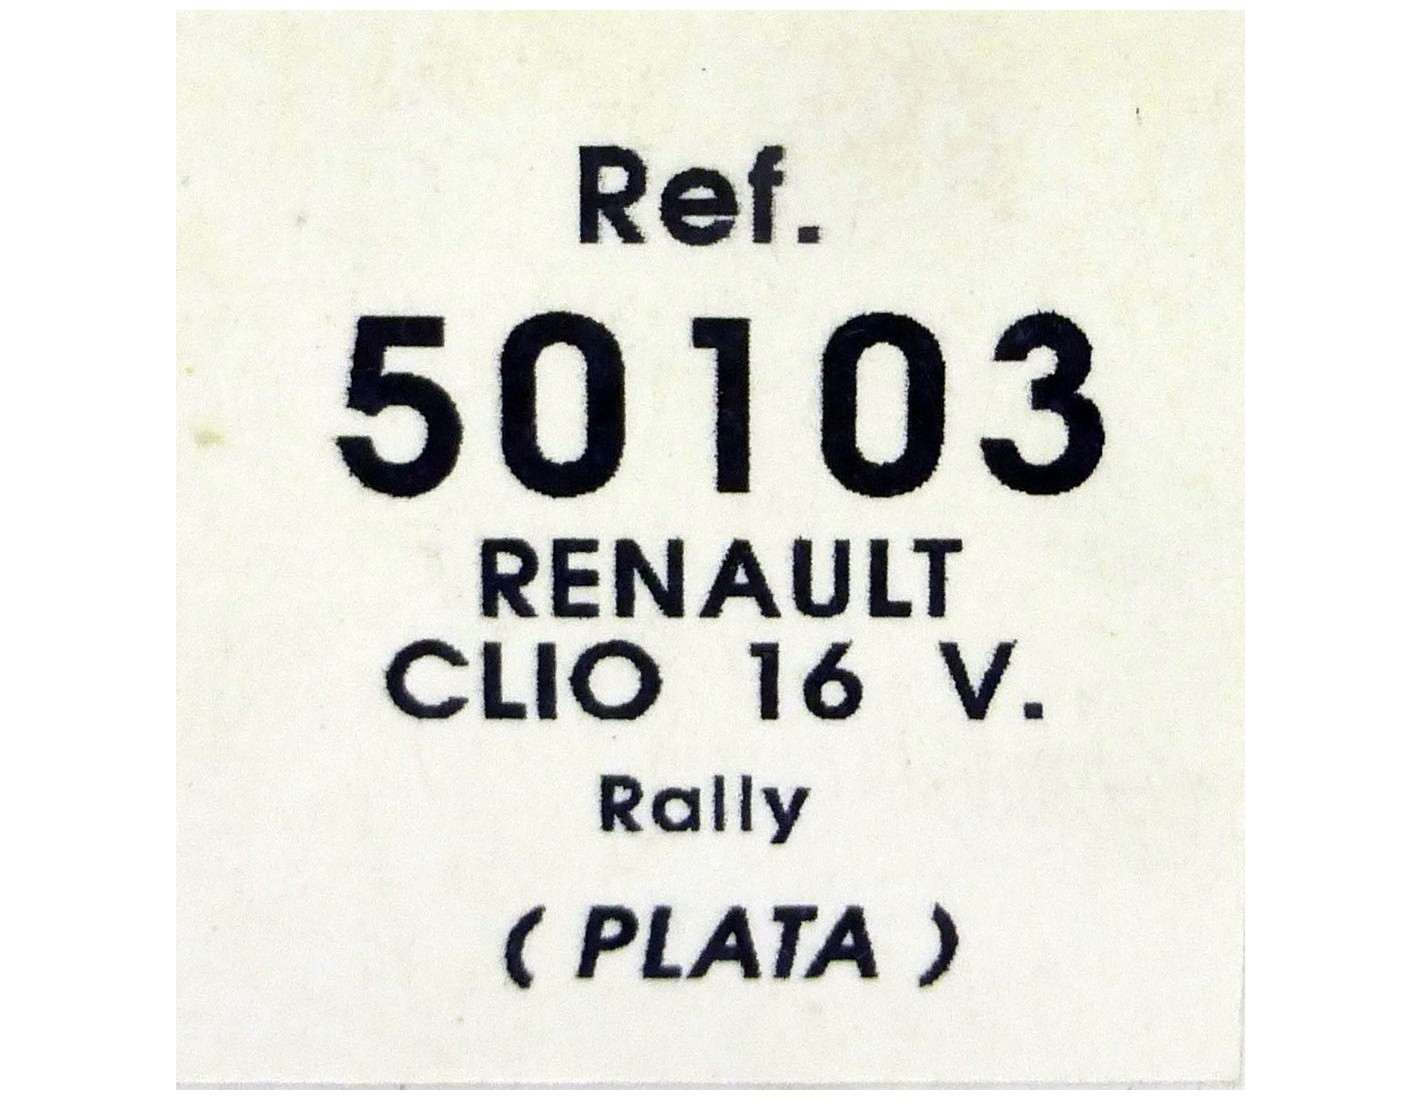 Ref.
50103
RENAULT
CLIO 16 V.
Rally
( PLATA )